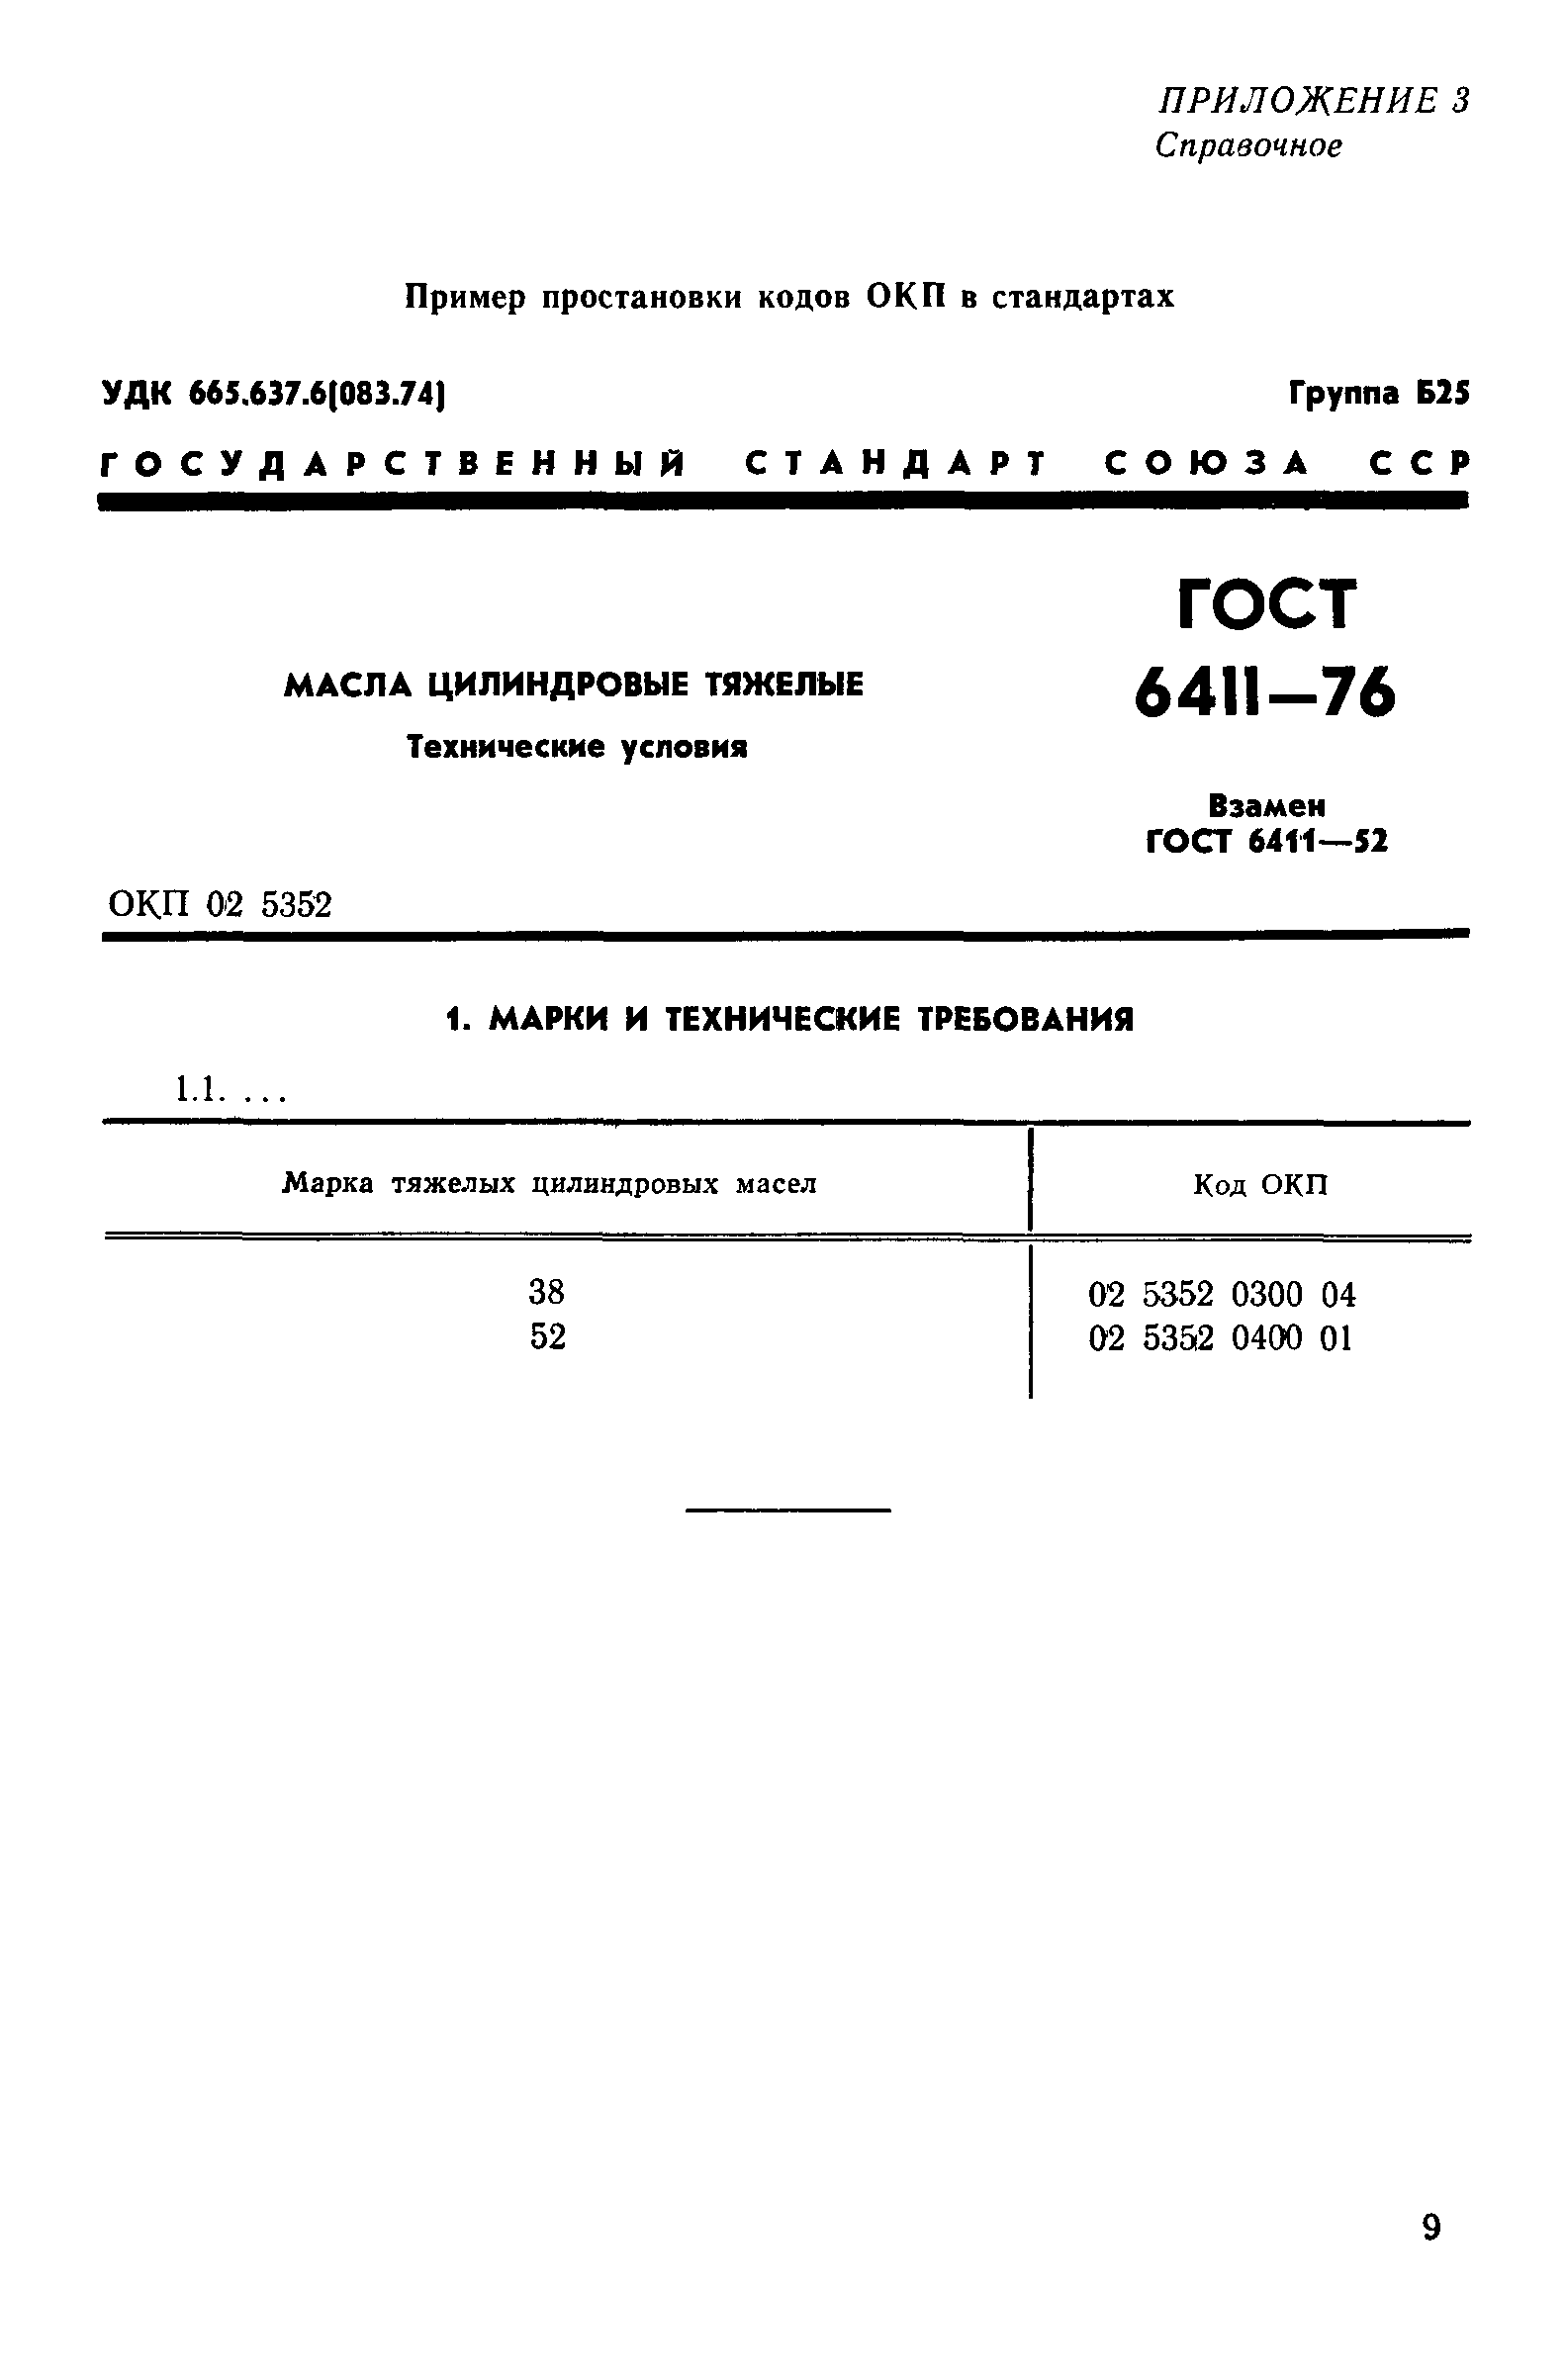 ПРИЛОЖЕНИЕ 3
Справочное
Пример простановки кодов ОКП в стандартах
УДК 665.637.6(083.74) Группа Б25
ГОСУДАРСТВЕННЫЙ СТАНДАРТ СОЮЗА ССР
МАСЛА ЦИЛИНДРОВЫЕ ТЯЖЕЛЫЕ
Технические условия
ГОСТ
6411—76
Взамен
ГОСТ 6411—52
ОКП 02 5352
1. МАРКИ И ТЕХНИЧЕСКИЕ ТРЕБОВАНИЯ
1.1. ...
Марка тяжелых цилиндровых масел Код ОКП
38 02 5352 0300 04
52 02 5352 0400 01
9